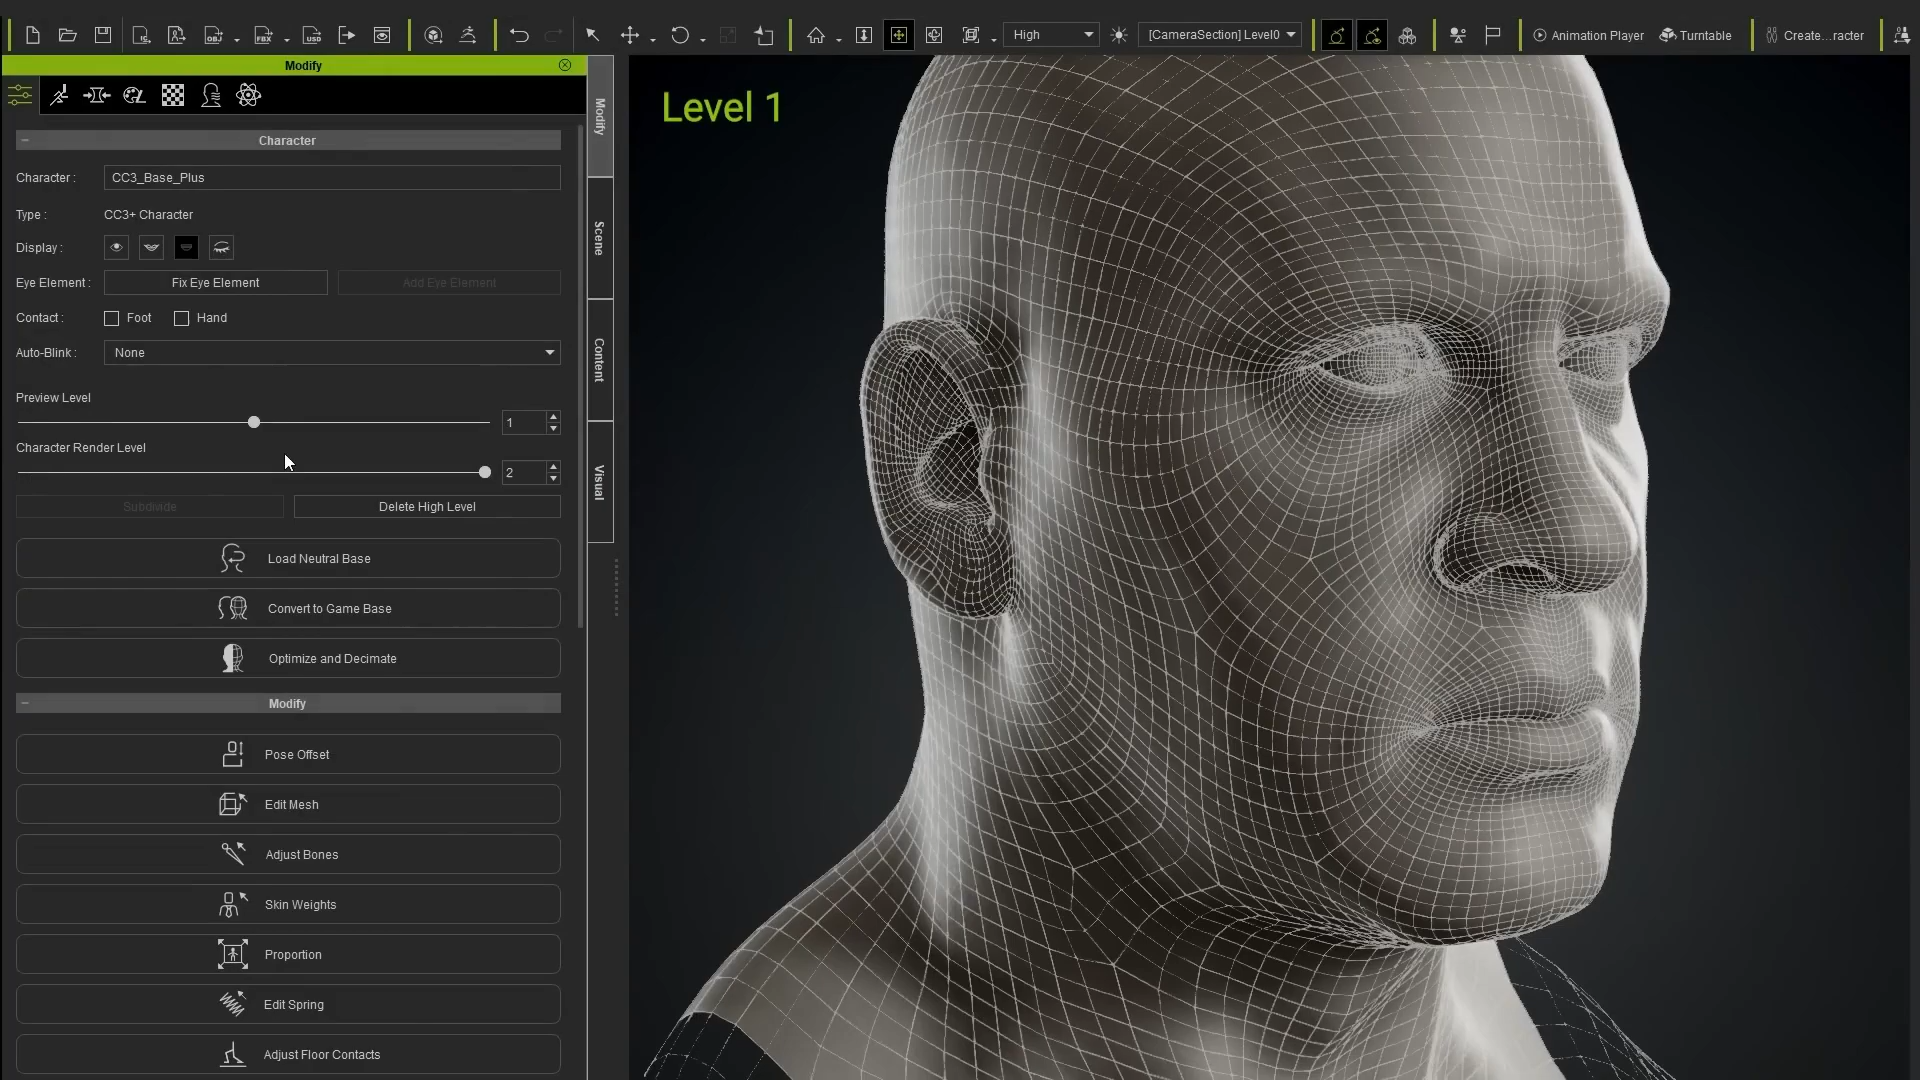 High
[CameraSection] Level0
Animation Player
Turntable
Create...racter
Modify
Modify
Scene
Content
Visual
Character
Character :
CC3_Base_Plus
Type :
CC3+ Character
Display :
Eye Element :
Fix Eye Element
Add Eye Element
Contact :
Foot
Hand
Auto-Blink :
None
Preview Level
1
Character Render Level
2
Subdivide
Delete High Level
Load Neutral Base
Convert to Game Base
Optimize and Decimate
Modify
Pose Offset
Edit Mesh
Adjust Bones
Skin Weights
Proportion
Edit Spring
Adjust Floor Contacts
Level 1